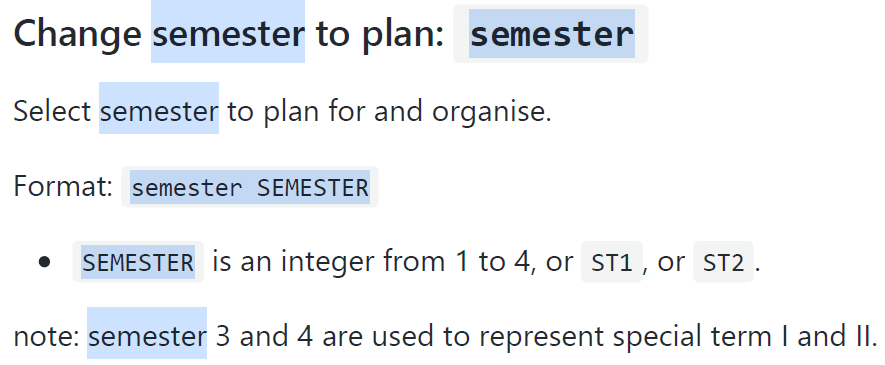 Change semester to plan: semester
Select semester to plan for and organise.
Format: semester SEMESTER
• SEMESTER is an integer from 1 to 4, or ST1, or ST2.
note: semester 3 and 4 are used to represent special term I and II.